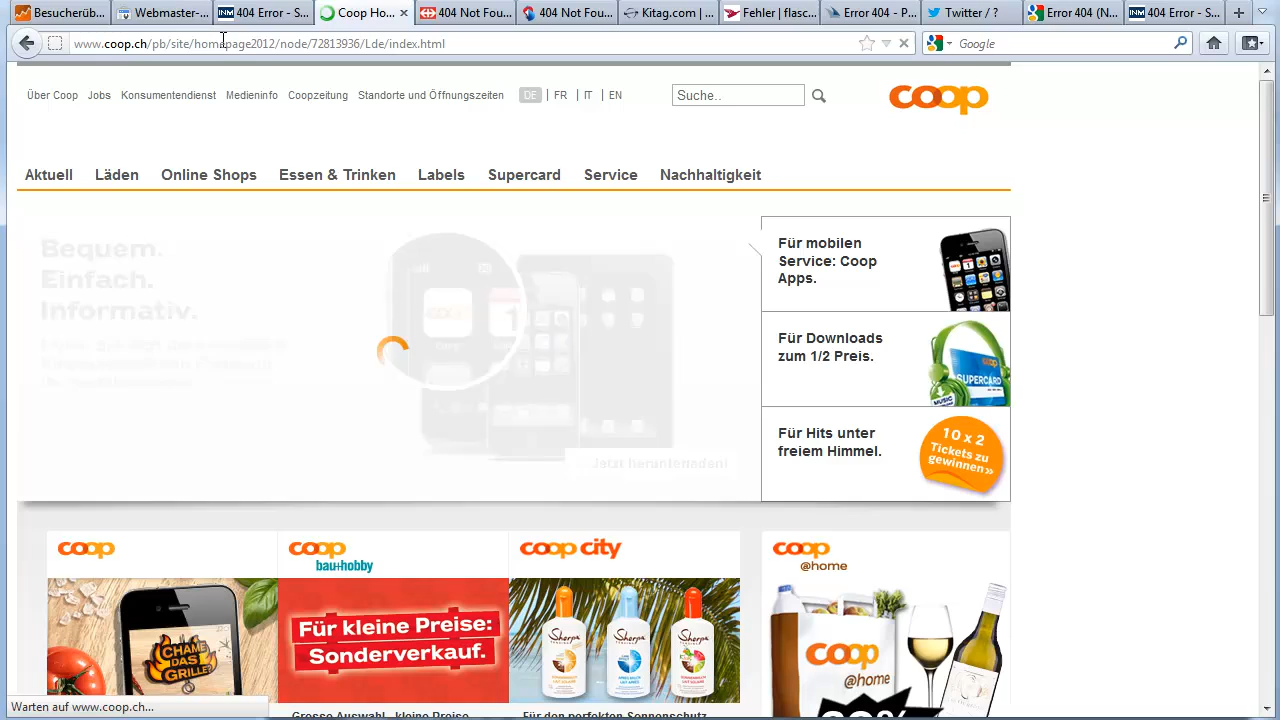 Besucherüb...
Webmaster-...
404 Error - S...
Coop Ho...
404 Not Fou...
404 Not Fou...
Kitag.com | ...
Fehler | flasc...
Error 404 - P...
Twitter / ?
Error 404 (N...
404 Error - S...
www.coop.ch/pb/site/homepage2012/node/72813936/Lde/index.html
Google
Über Coop
Jobs
Konsumentendienst
Medieninfo
Coopzeitung
Standorte und Öffnungszeiten
DE | FR | IT | EN
Suche..
coop
Aktuell
Läden
Online Shops
Essen & Trinken
Labels
Supercard
Service
Nachhaltigkeit
Bequem.
Einfach.
Informativ.
Jetzt herunterladen!
Für mobilen
Service: Coop
Apps.
Für Downloads
zum 1/2 Preis.
SUPERCARD
MUSIC
Für Hits unter
freiem Himmel.
10 x 2
Tickets zu
gewinnen»
coop
coop
bau+hobby
coop city
coop
@home
CHAME
DAS
GRILLE?
Für kleine Preise:
Sonderverkauf.
Sherpa
Sherpa
Sherpa
coop
@home
Grosse Auswahl - kleine Preise
Für den perfekten Sonnenschutz
Warten auf www.coop.ch...